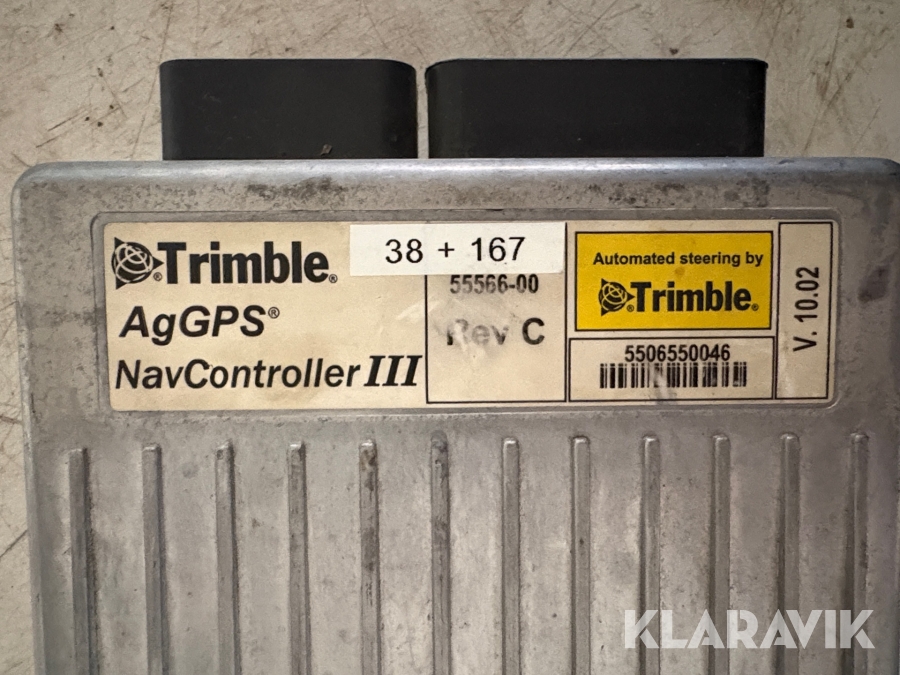 Trimble®
AgGPS®
NavController III
38 + 167
55566-00
Rev C
Automated steering by
Trimble®
5506550046
V. 10.02
KLARAVIK